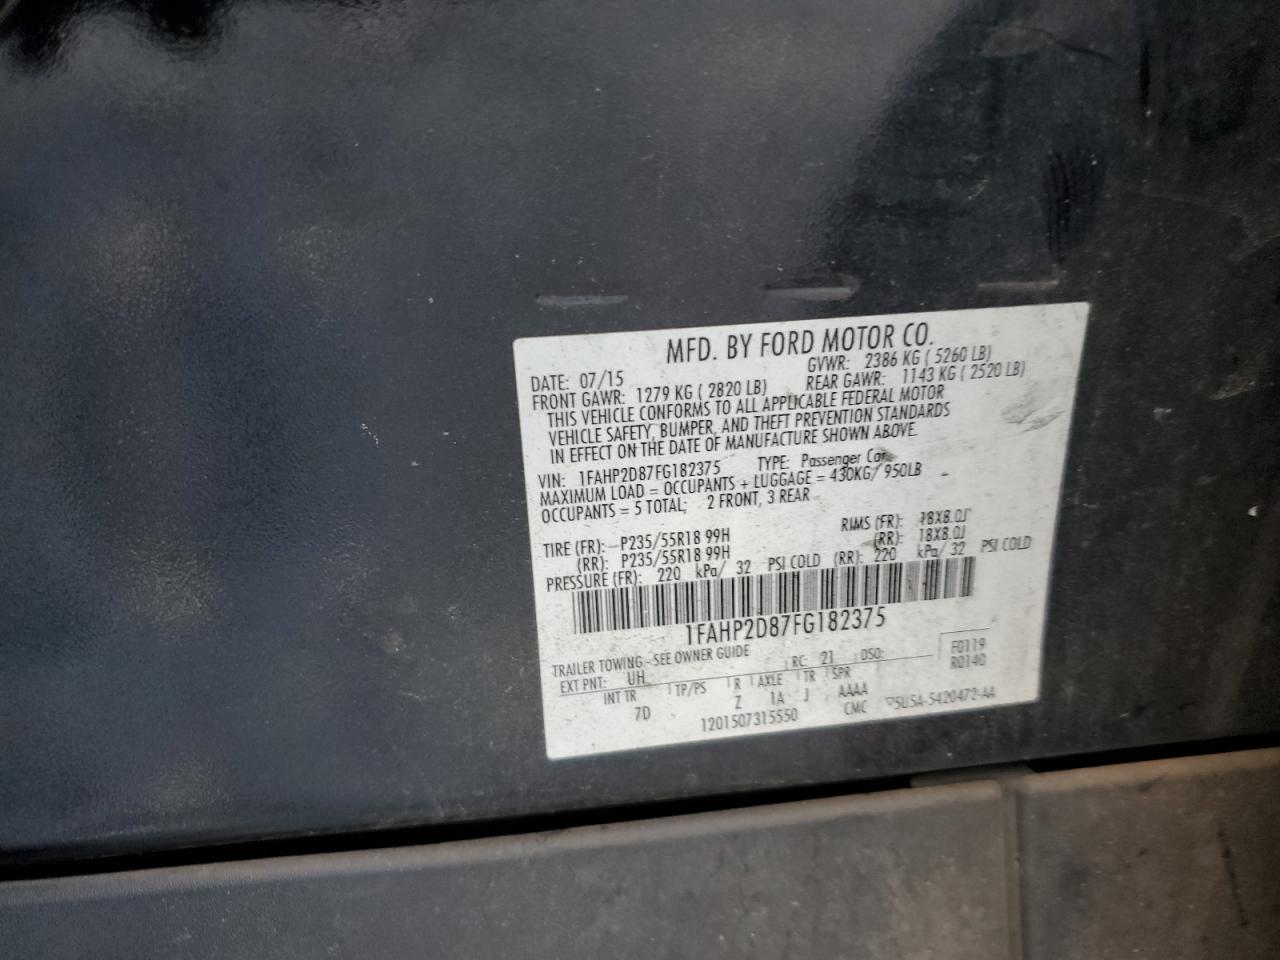 MFD. BY FORD MOTOR CO.
DATE: 07/15 GVWR: 2386 KG ( 5260 LB)
FRONT GAWR: 1279 KG ( 2820 LB) REAR GAWR: 1143 KG ( 2520 LB)
THIS VEHICLE CONFORMS TO ALL APPLICABLE FEDERAL MOTOR
VEHICLE SAFETY, BUMPER, AND THEFT PREVENTION STANDARDS
IN EFFECT ON THE DATE OF MANUFACTURE SHOWN ABOVE.
VIN: 1FAHP2D87FG182375 TYPE: Passenger Car
MAXIMUM LOAD = OCCUPANTS + LUGGAGE = 430KG/ 950LB
OCCUPANTS = 5 TOTAL; 2 FRONT, 3 REAR
TIRE (FR): P235/55R18 99H RIMS (FR): 18X8.0J
(RR): P235/55R18 99H (RR): 18X8.0J
PRESSURE (FR): 220 kPa/ 32 PSI COLD (RR): 220 kPa/ 32 PSI COLD
1FAHP2D87FG182375
TRAILER TOWING - SEE OWNER GUIDE F0119
EXT PNT: UH RC: 21 DSO: R0140
INT TR TP/PS R AXLE TR SPR
7D Z 1A J AAAA
1201507315550 CMC 5U5A-5420472-AA